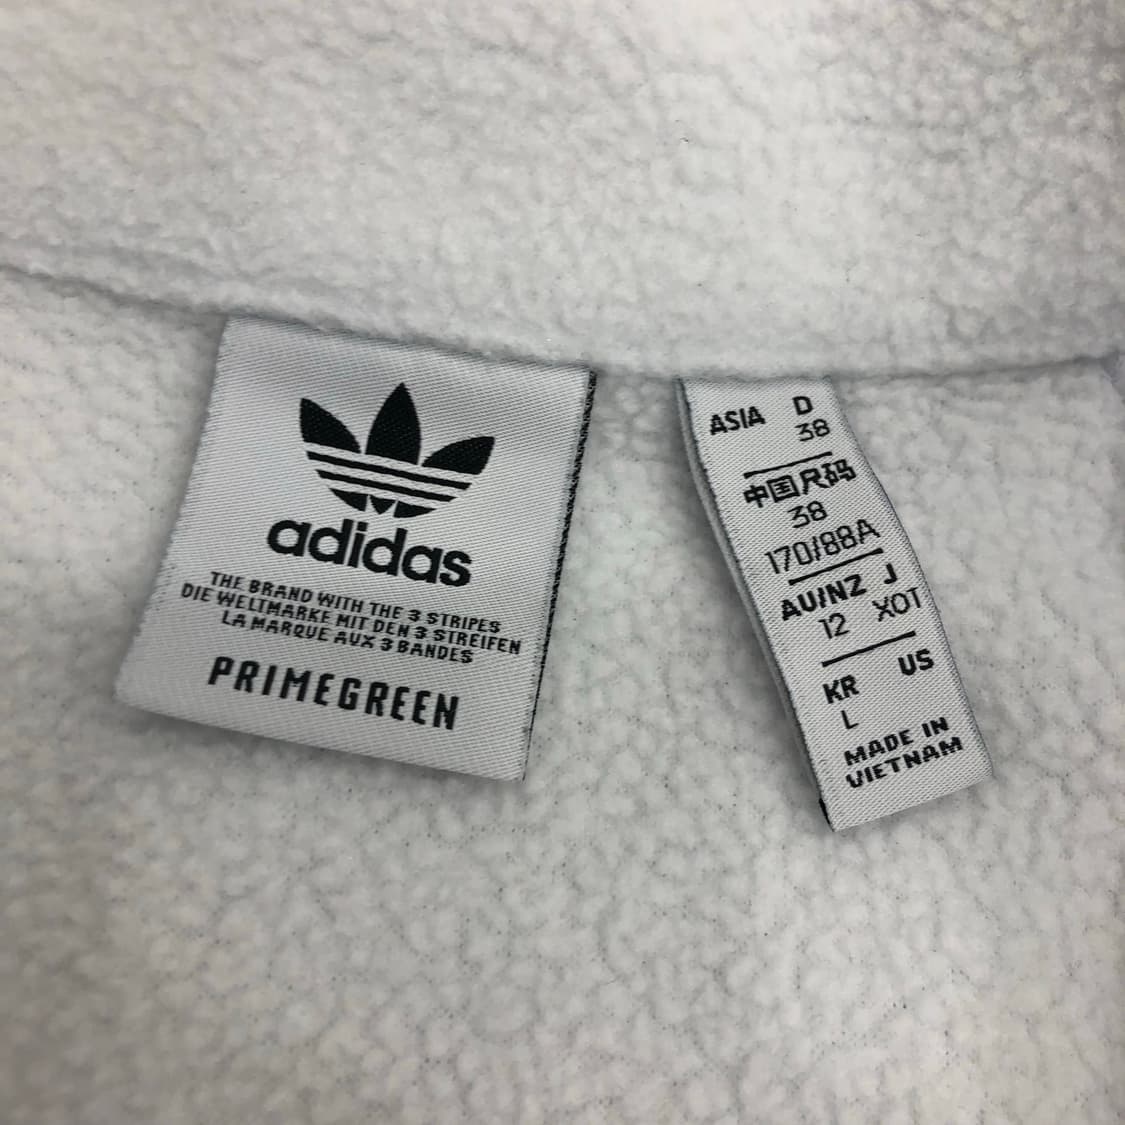 adidas
THE BRAND WITH THE 3 STRIPES
DIE WELTMARKE MIT DEN 3 STREIFEN
LA MARQUE AUX 3 BANDES
PRIMEGREEN
ASIA D
38
中国尺码
38
170/88A
AU/NZ J
12 XOT
KR US
L
MADE IN
VIETNAM